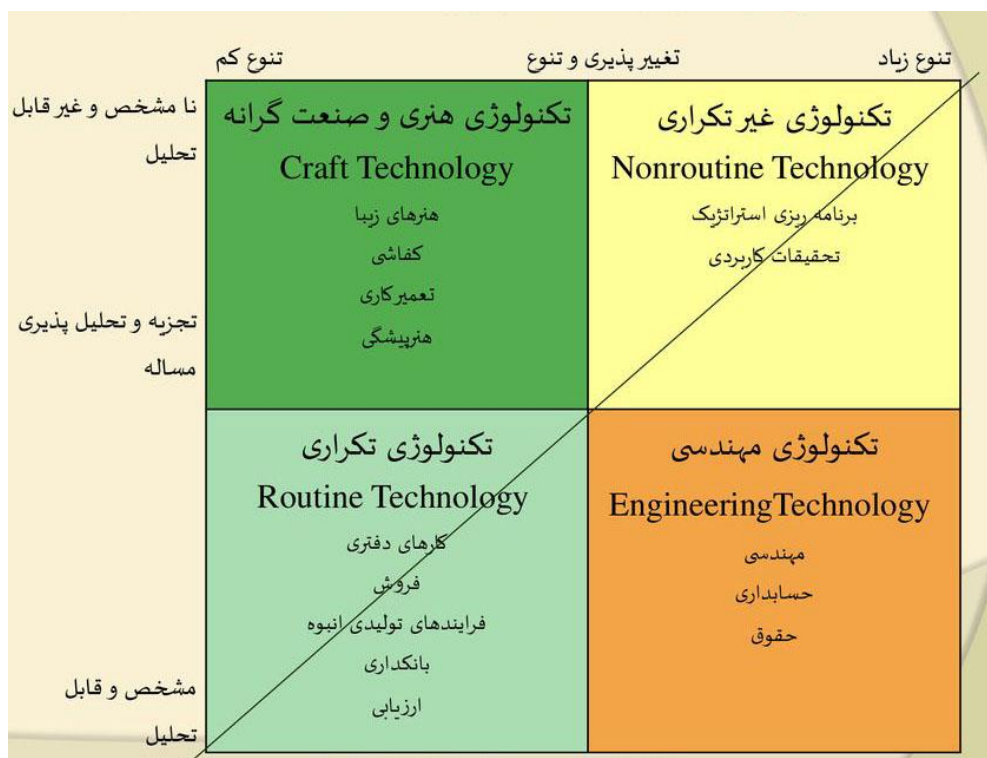 تنوع کم
تغییر پذیری و تنوع
تنوع زیاد
نا مشخص و غیر قابل
تحلیل
تجزیه و تحلیل پذیری
مساله
مشخص و قابل
تحلیل
تکنولوژی هنری و صنعت گرانه
Craft Technology
هنرهای زیبا
کفاشی
تعمیرکاری
هنرپیشگی
تکنولوژی غیر تکراری
Nonroutine Technology
برنامه ریزی استراتژیک
تحقیقات کاربردی
تکنولوژی تکراری
Routine Technology
کارهای دفتری
فروش
فرایندهای تولیدی انبوه
بانکداری
ارزیابی
تکنولوژی مهندسی
EngineeringTechnology
مهندسی
حسابداری
حقوق